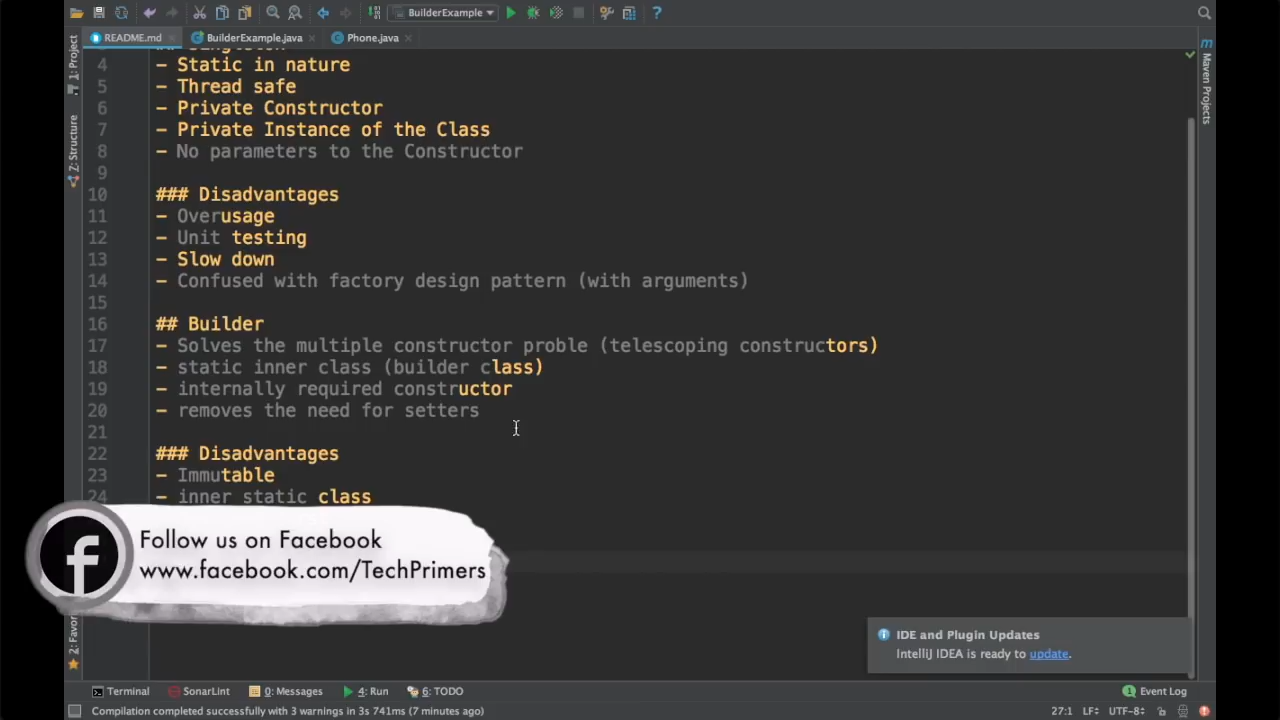 BuilderExample
README.md
BuilderExample.java
Phone.java
1: Project
Z: Structure
Maven Projects
4
- Static in nature
5
- Thread safe
6
- Private Constructor
7
- Private Instance of the Class
8
- No parameters to the Constructor
9
10
### Disadvantages
11
- Overusage
12
- Unit testing
13
- Slow down
14
- Confused with factory design pattern (with arguments)
15
16
## Builder
17
- Solves the multiple constructor proble (telescoping constructors)
18
- static inner class (builder class)
19
- internally required constructor
20
- removes the need for setters
21
22
### Disadvantages
23
- Immutable
24
- inner static class
Follow us on Facebook
www.facebook.com/TechPrimers
IDE and Plugin Updates
IntelliJ IDEA is ready to update.
Terminal
SonarLint
0: Messages
4: Run
6: TODO
Event Log
Compilation completed successfully with 3 warnings in 3s 741ms (7 minutes ago)
27:1
LF
UTF-8